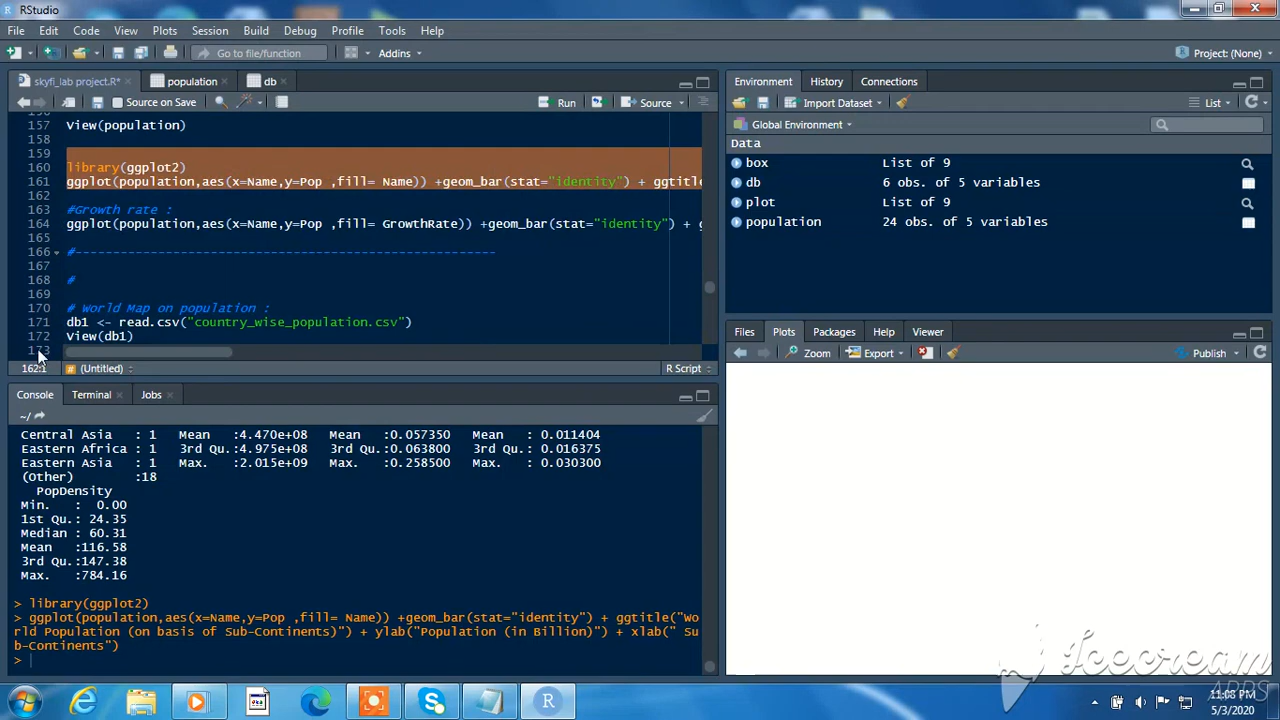 RStudio
File Edit Code View Plots Session Build Debug Profile Tools Help
Go to file/function Addins Project: (None)
skyfi_lab project.R* population db
Source on Save Run Source
157 View(population)
158
159
160 library(ggplot2)
161 ggplot(population,aes(x=Name,y=Pop ,fill= Name)) +geom_bar(stat="identity") + ggtitle
162
163 #Growth rate :
164 ggplot(population,aes(x=Name,y=Pop ,fill= GrowthRate)) +geom_bar(stat="identity") + g
165
166 #-----------------------------------------------------
167
168 #
169
170 # World Map on population :
171 db1 <- read.csv("country_wise_population.csv")
172 View(db1)
173
162:1 # (Untitled) R Script
Console Terminal Jobs
~/
Central Asia : 1 Mean :4.470e+08 Mean :0.057350 Mean : 0.011404
Eastern Africa : 1 3rd Qu.:4.975e+08 3rd Qu.:0.063800 3rd Qu.: 0.016375
Eastern Asia : 1 Max. :2.015e+09 Max. :0.258500 Max. : 0.030300
(Other) :18
PopDensity
Min. : 0.00
1st Qu.: 24.35
Median : 60.31
Mean :116.58
3rd Qu.:147.38
Max. :784.16
> library(ggplot2)
> ggplot(population,aes(x=Name,y=Pop ,fill= Name)) +geom_bar(stat="identity") + ggtitle("Wo
rld Population (on basis of Sub-Continents)") + ylab("Population (in Billion)") + xlab(" Su
b-Continents")
>
Environment History Connections
Import Dataset List
Global Environment
Data
box List of 9
db 6 obs. of 5 variables
plot List of 9
population 24 obs. of 5 variables
Files Plots Packages Help Viewer
Zoom Export Publish
Icecream
APPS
11:08 PM
5/3/2020